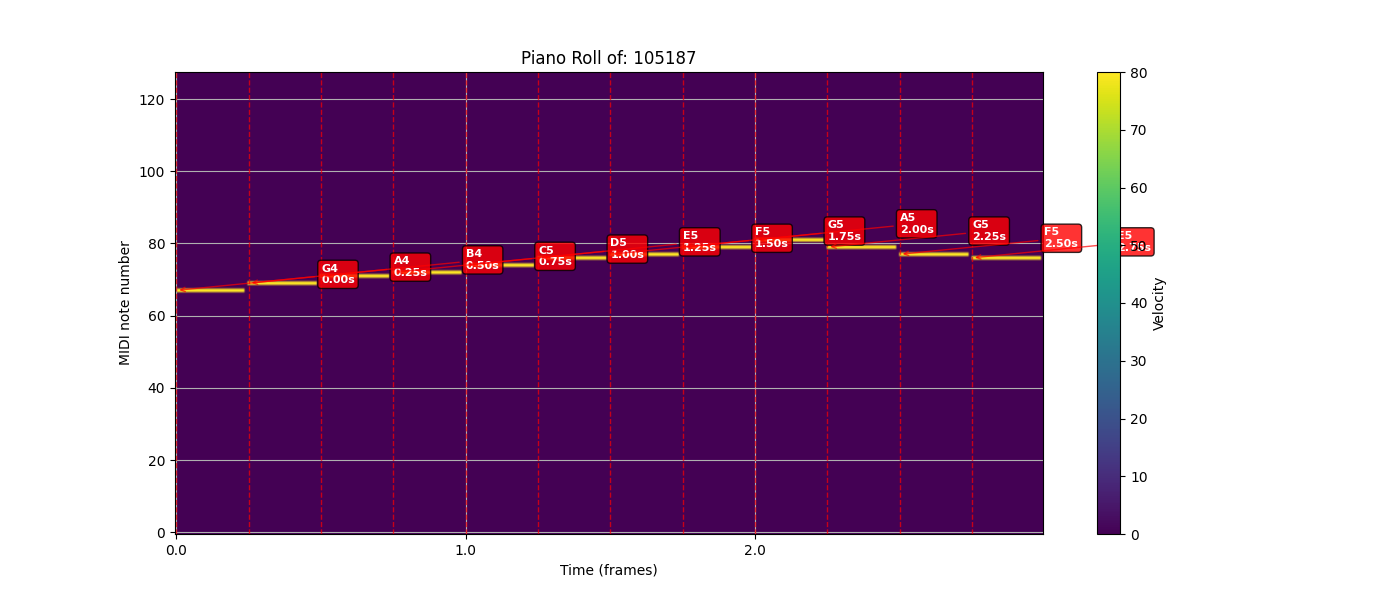 Piano Roll of: 105187
MIDI note number
120
100
80
60
40
20
0
0.0
1.0
2.0
Time (frames)
G4
0.00s
A4
0.25s
B4
0.50s
C5
0.75s
D5
1.00s
E5
1.25s
F5
1.50s
G5
1.75s
A5
2.00s
G5
2.25s
F5
2.50s
E5
80
70
60
50
40
30
20
10
0
Velocity